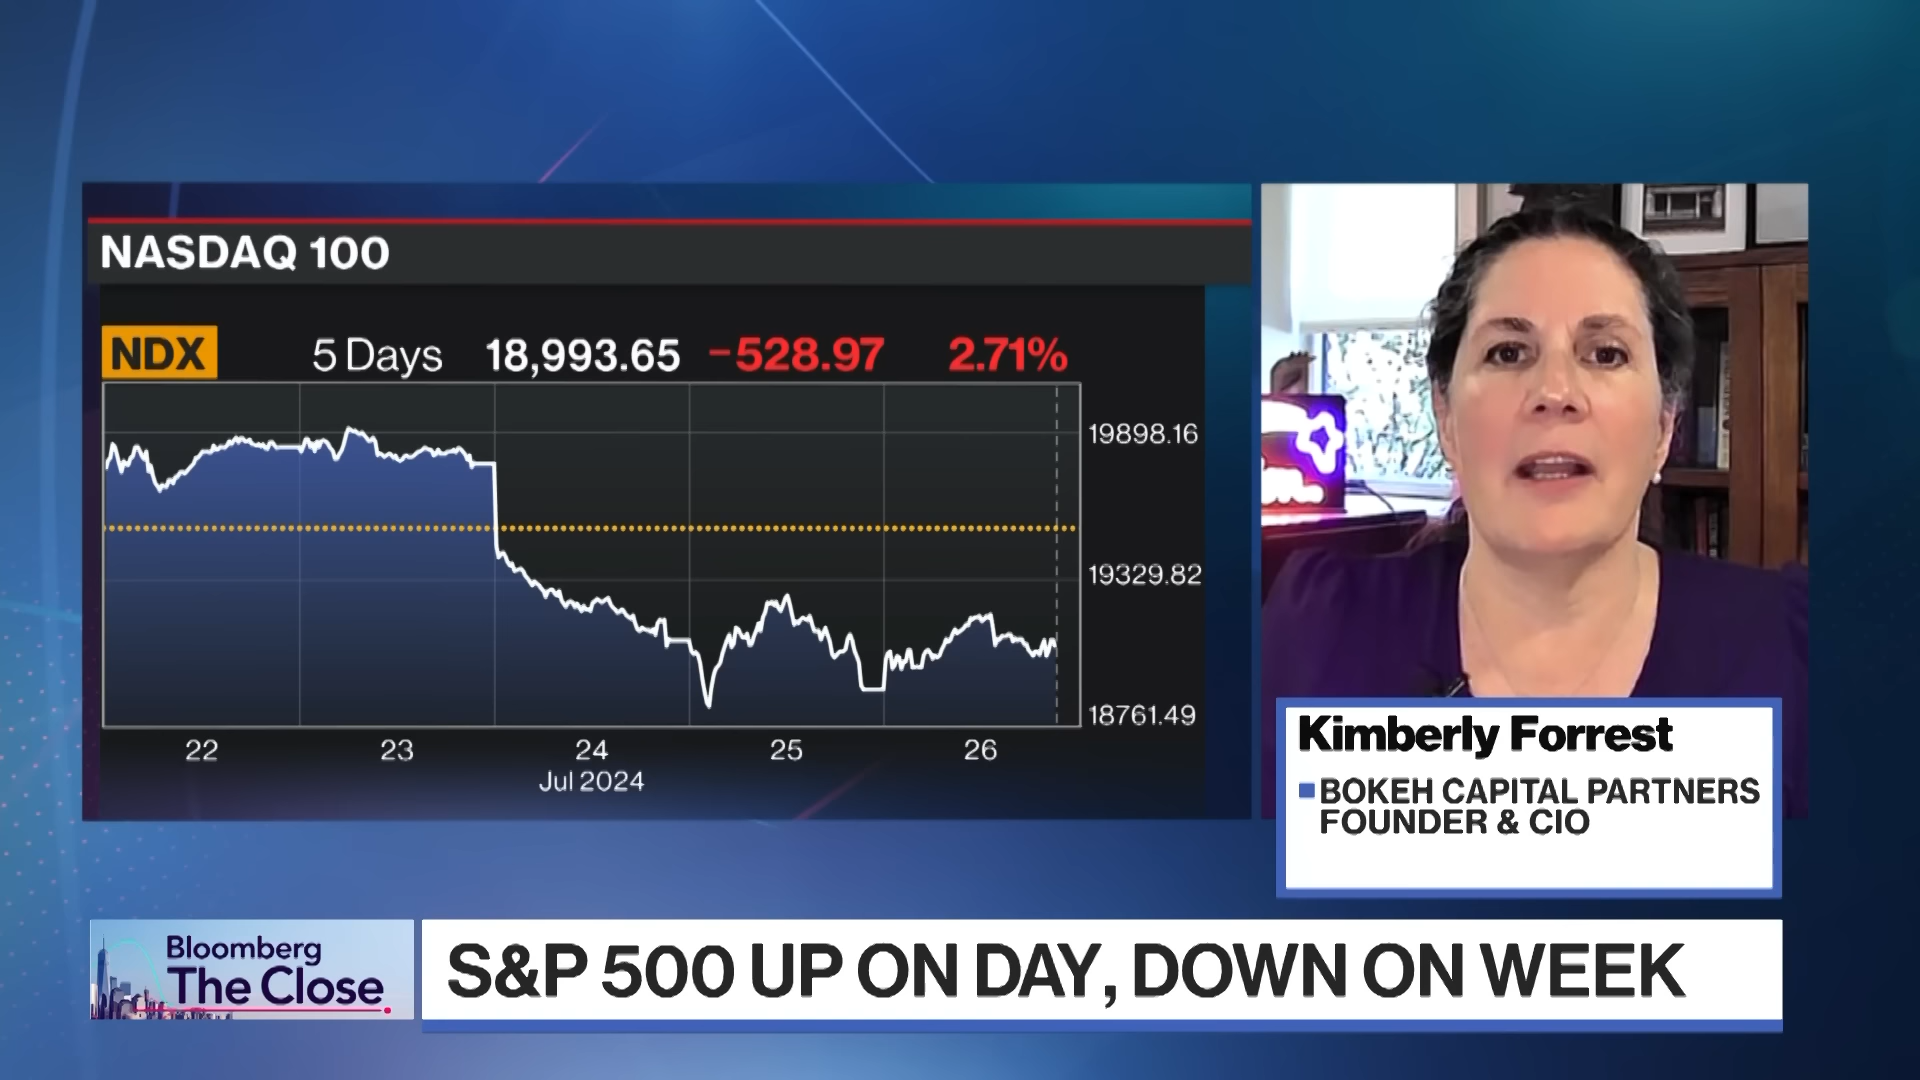 NASDAQ 100
NDX 5 Days 18,993.65 -528.97 2.71%
19898.16
19329.82
18761.49
22 23 24 25 26
Jul 2024
Kimberly Forrest
BOKEH CAPITAL PARTNERS
FOUNDER & CIO
Bloomberg
The Close
S&P 500 UP ON DAY, DOWN ON WEEK